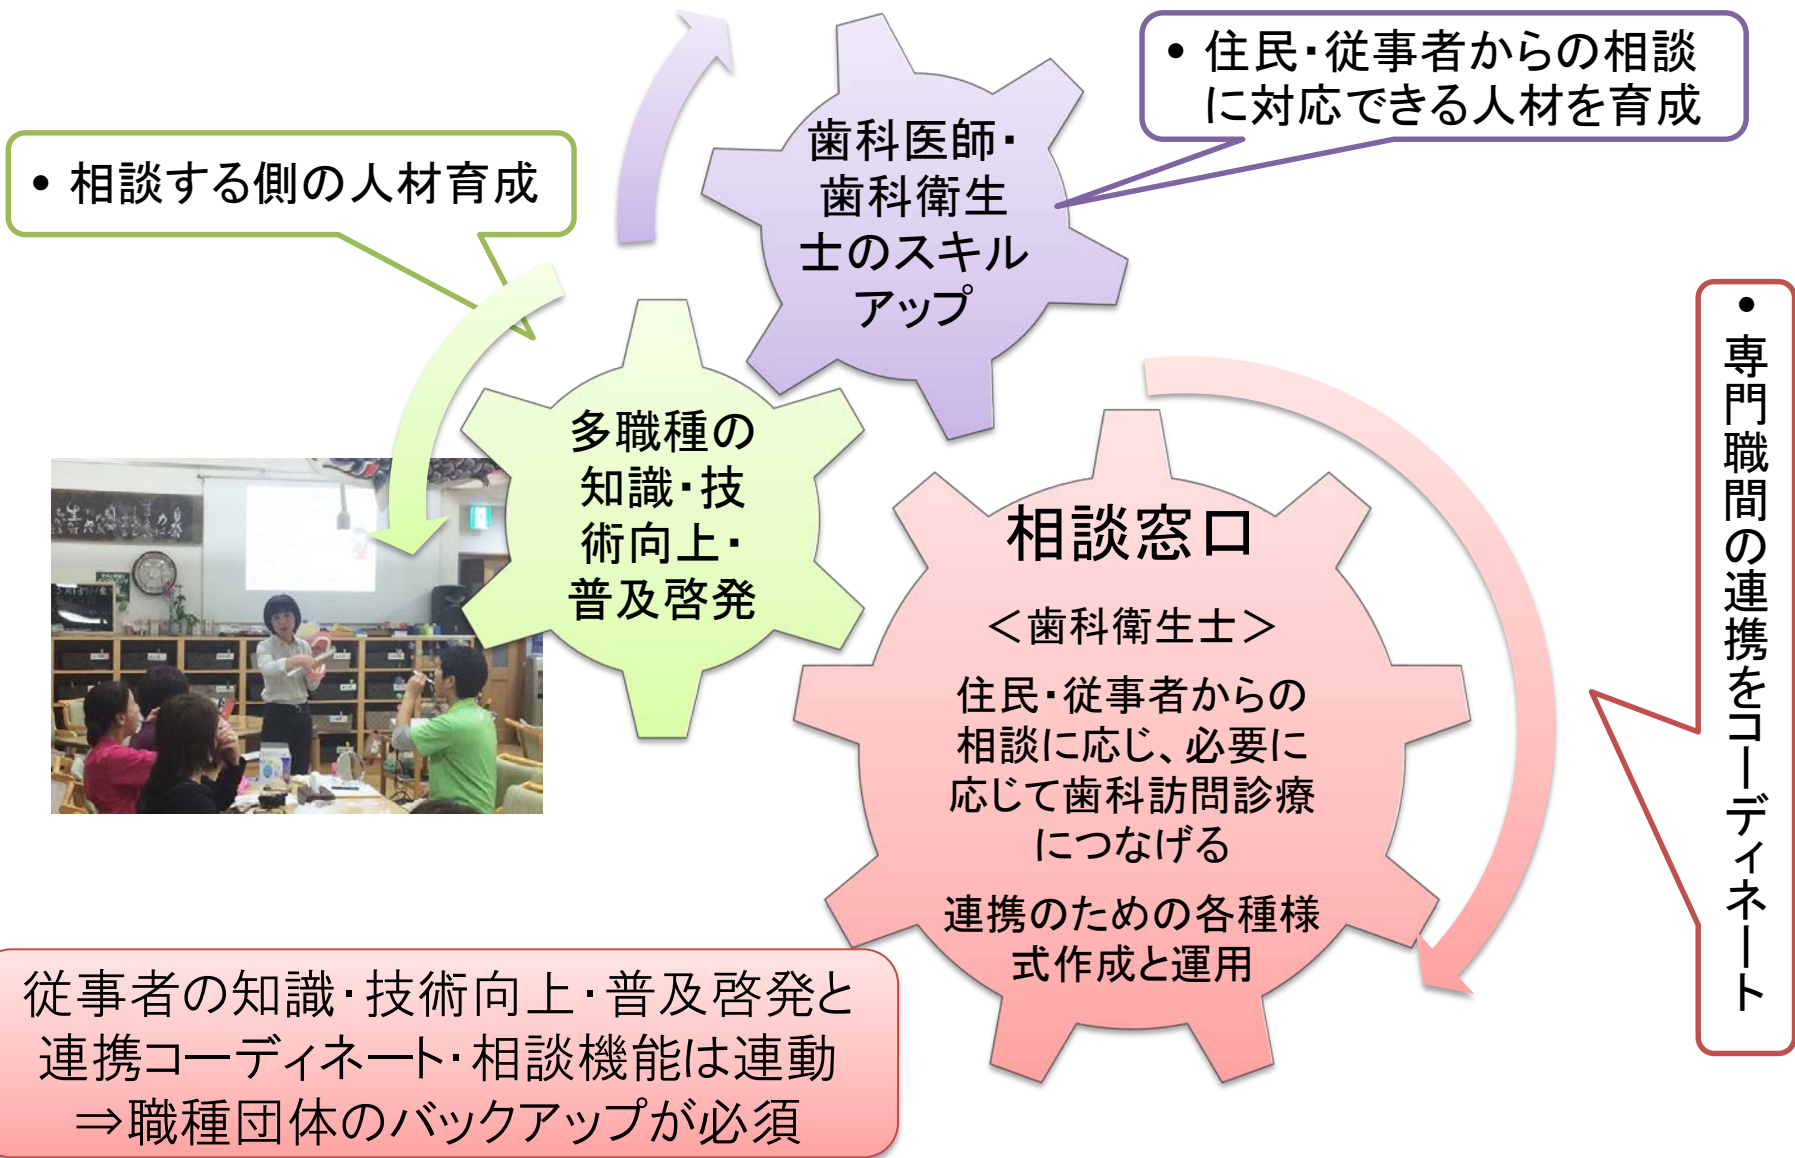 • 住民・従事者からの相談
に対応できる人材を育成
歯科医師・
歯科衛生
士のスキル
アップ
• 相談する側の人材育成
多職種の
知識・技
術向上・
普及啓発
相談窓口
＜歯科衛生士＞
住民・従事者からの
相談に応じ、必要に
応じて歯科訪問診療
につなげる
連携のための各種様
式作成と運用
• 専門職間の連携をコーディネート
従事者の知識・技術向上・普及啓発と
連携コーディネート・相談機能は連動
⇒職種団体のバックアップが必須